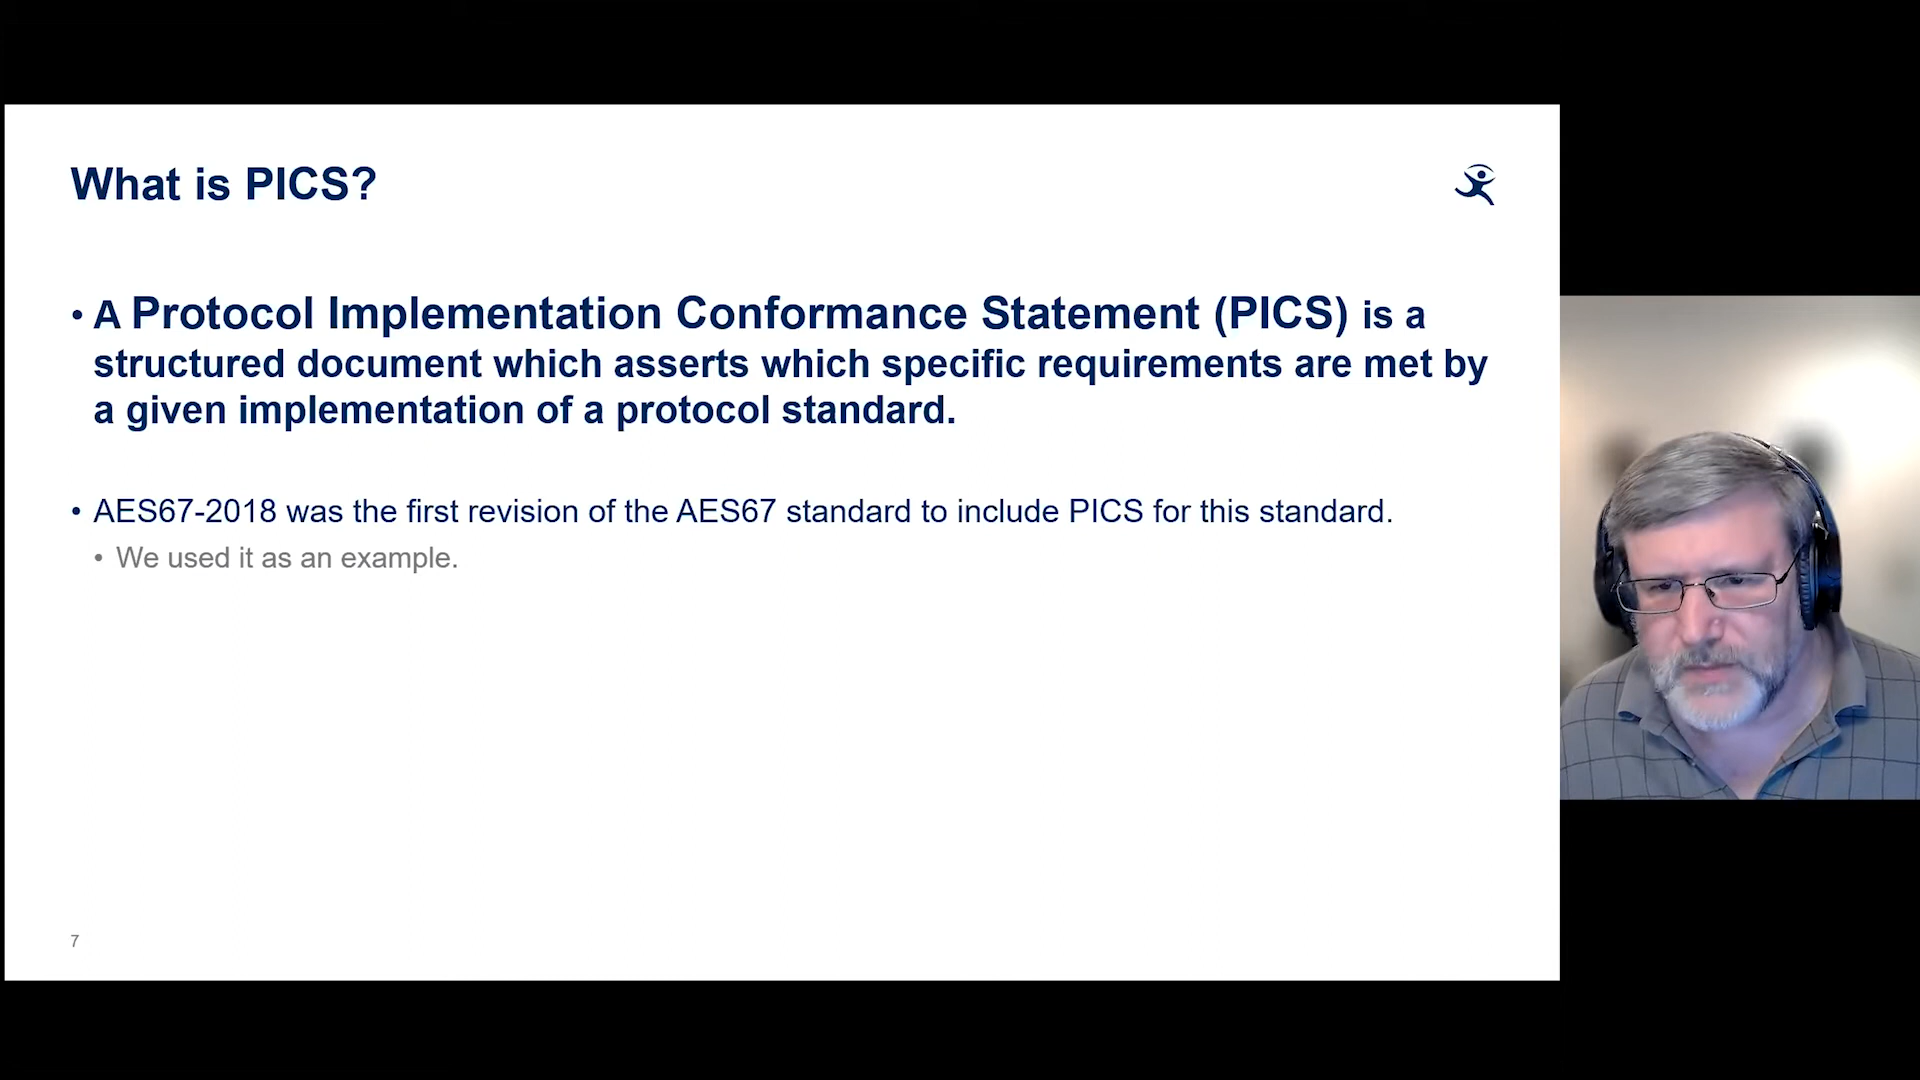 What is PICS?
• A Protocol Implementation Conformance Statement (PICS) is a
structured document which asserts which specific requirements are met by
a given implementation of a protocol standard.
• AES67-2018 was the first revision of the AES67 standard to include PICS for this standard.
• We used it as an example.
7